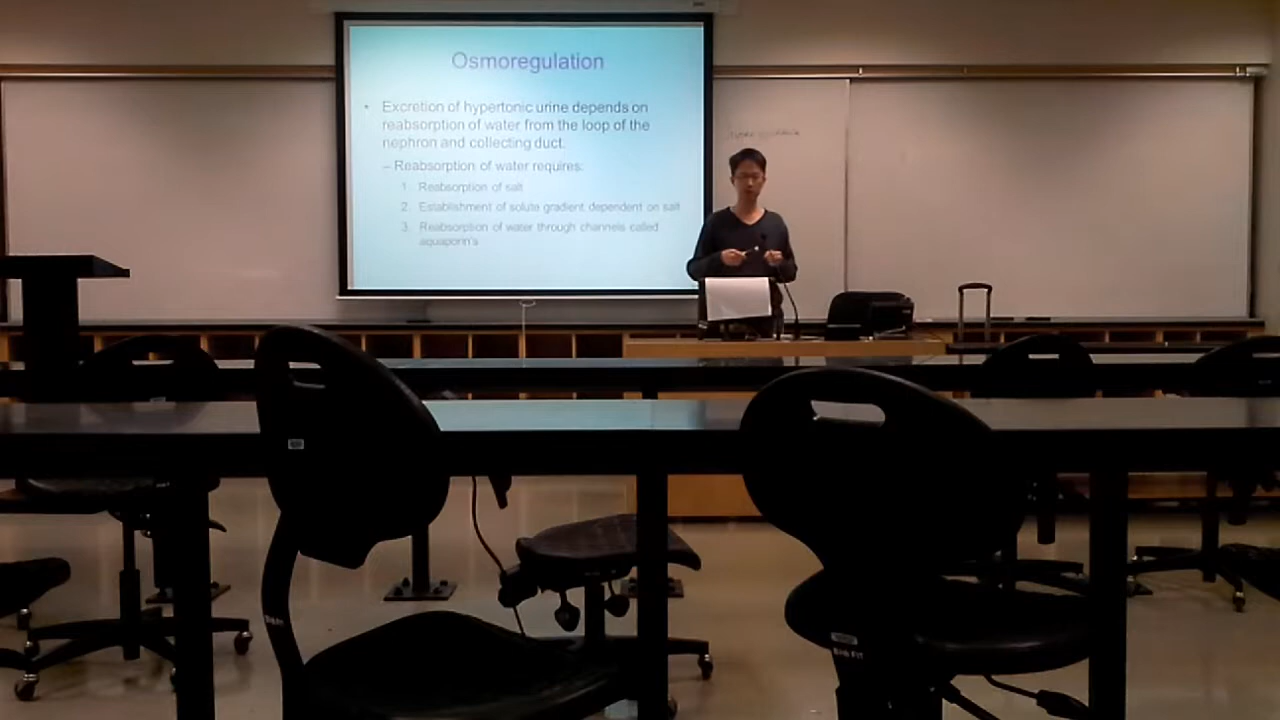 Osmoregulation
• Excretion of hypertonic urine depends on
reabsorption of water from the loop of the
nephron and collecting duct.
– Reabsorption of water requires:
1. Reabsorption of salt
2. Establishment of solute gradient dependent on salt
3. Reabsorption of water through channels called
aquaporin's